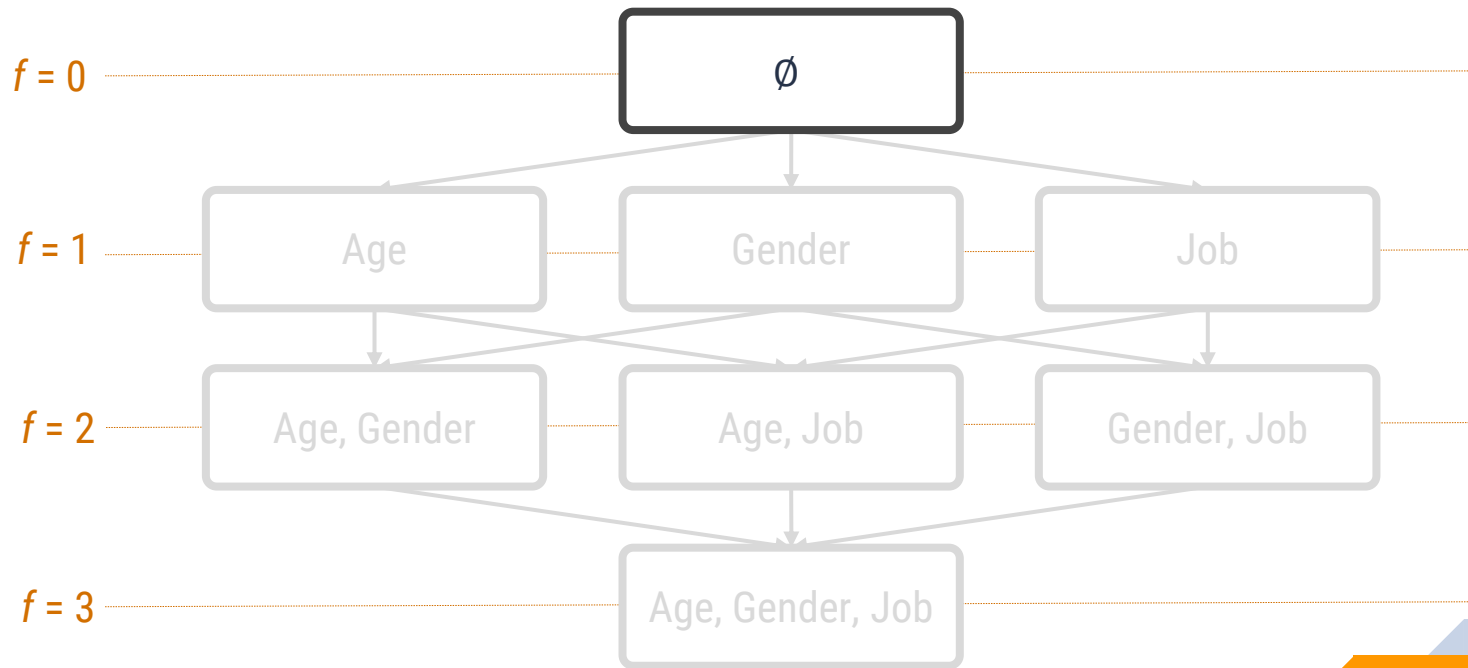 f = 0
Ø
f = 1
Age
Gender
Job
f = 2
Age, Gender
Age, Job
Gender, Job
f = 3
Age, Gender, Job